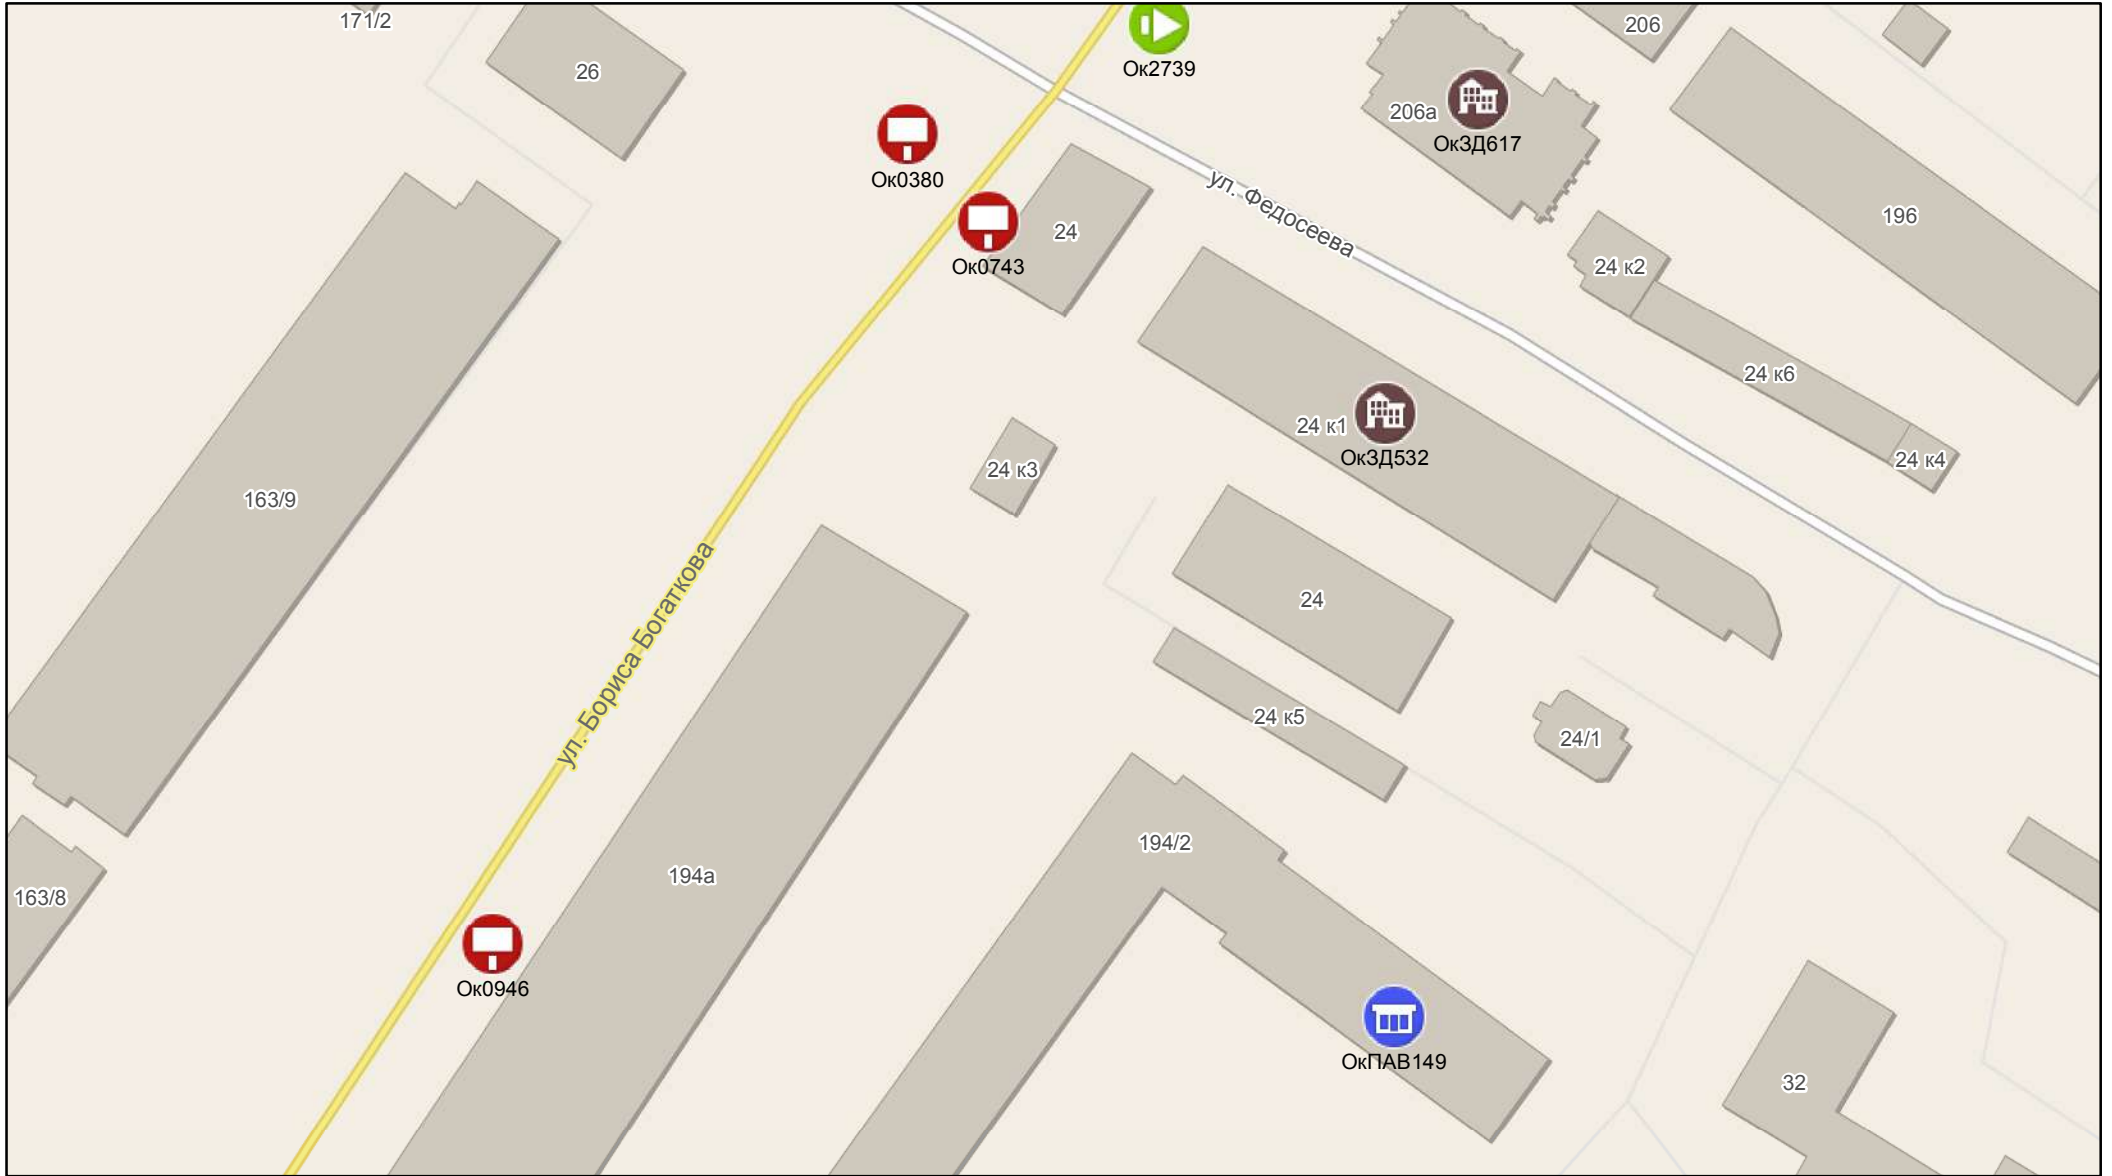 171/2
26
Ок2739
206
206а
ОкЗД617
Ок0380
ул. Федосеева
196
24
Ок0743
24 к2
24 к6
24 к1
ОкЗД532
24 к4
24 к3
163/9
ул. Бориса Богаткова
24
24 к5
24/1
194/2
194а
163/8
Ок0946
ОкПАВ149
32